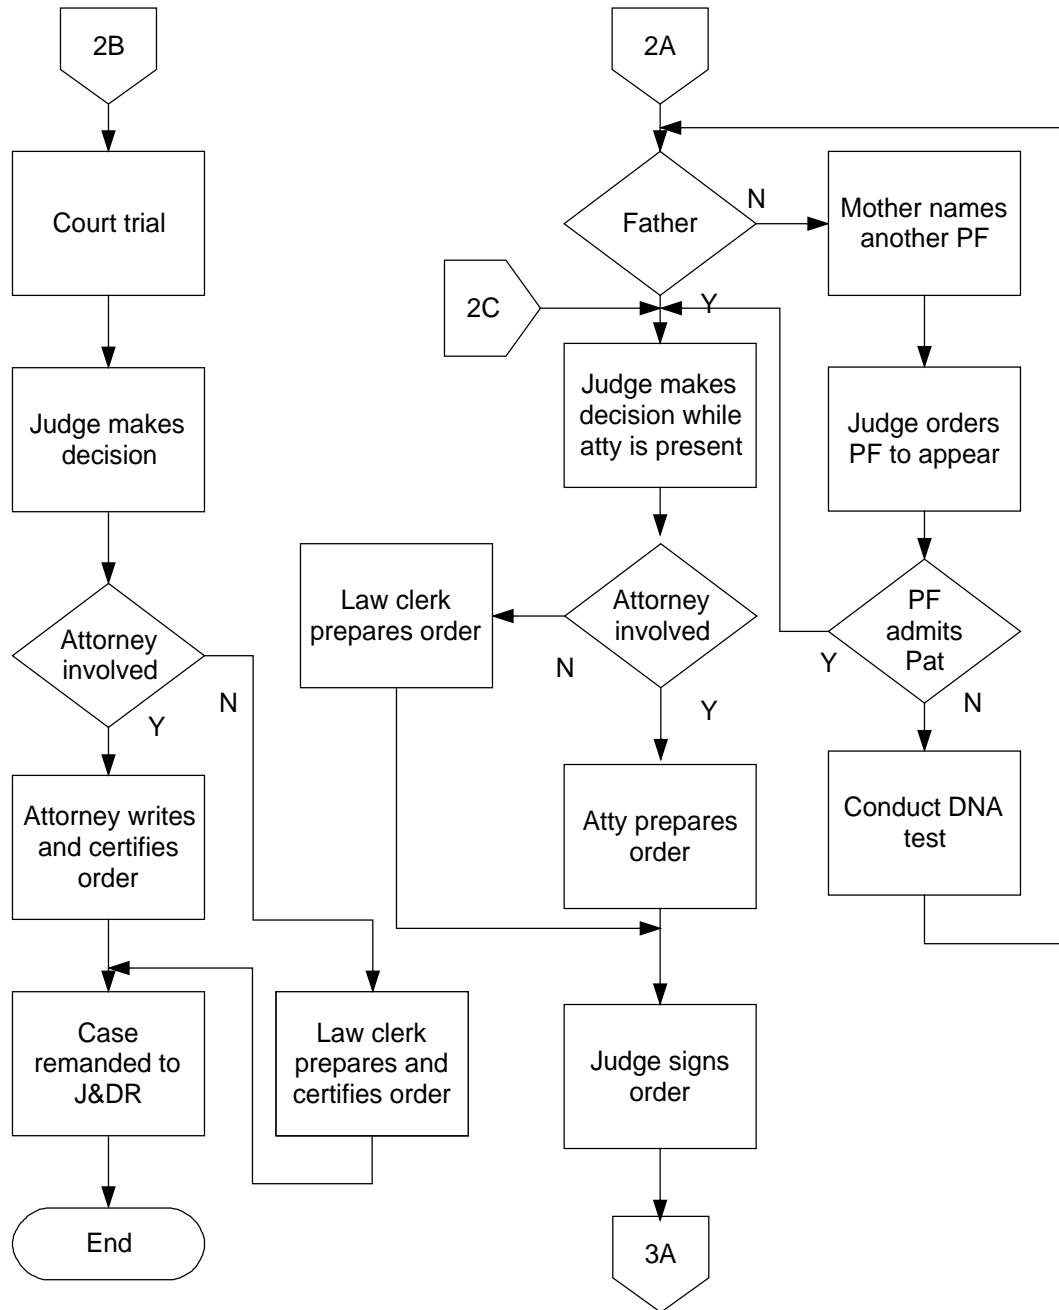 2B
2A
Court trial
Father
N
Mother names
another PF
2C
Y
Judge makes
decision
Judge makes
decision while
atty is present
Judge orders
PF to appear
Attorney
involved
N
Y
Law clerk
prepares order
Attorney
involved
N
Y
PF
admits
Pat
Y
N
Attorney writes
and certifies
order
Atty prepares
order
Conduct DNA
test
Case
remanded to
J&DR
Law clerk
prepares and
certifies order
Judge signs
order
End
3A